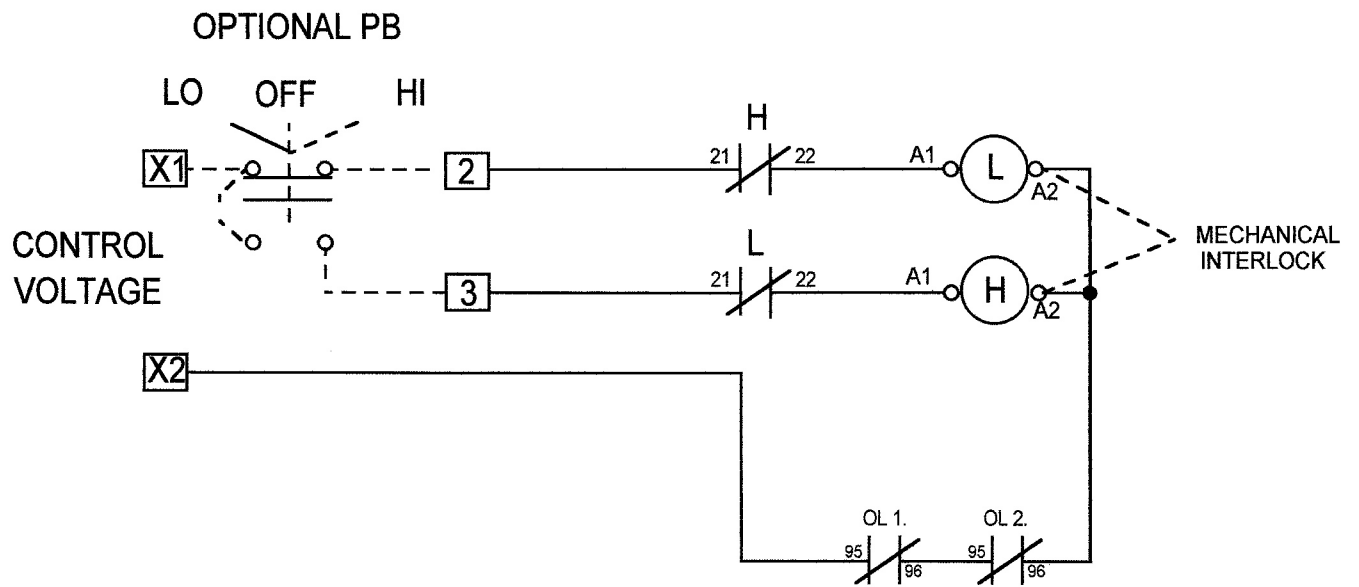 OPTIONAL PB
LO OFF HI
X1
2
21 H 22
A1 L A2
CONTROL
VOLTAGE
3
21 L 22
A1 H A2
MECHANICAL
INTERLOCK
X2
OL 1. OL 2.
95 96 95 96